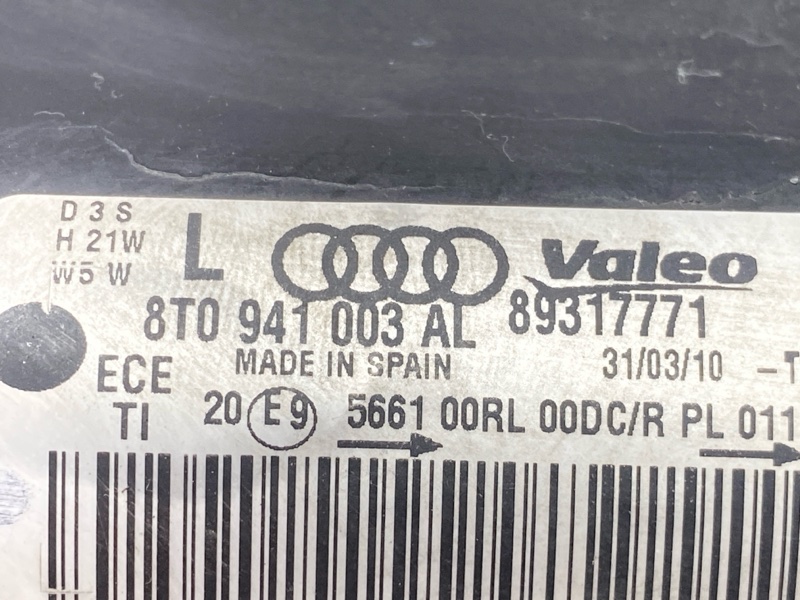 D3S
H21W
W5W
L Valeo
8T0 941 003 AL 89317771
MADE IN SPAIN 31/03/10 -T
ECE
TI
20 E9 5661 00RL 00DC/R PL 011